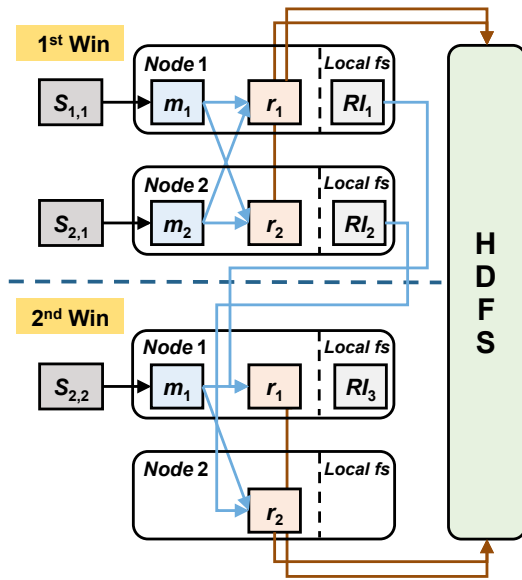 1st Win
Node 1
Local fs
S1,1
m1
r1
RI1
Node 2
Local fs
S2,1
m2
r2
RI2
HDFS
2nd Win
Node 1
Local fs
S2,2
m1
r1
RI3
Node 2
Local fs
r2